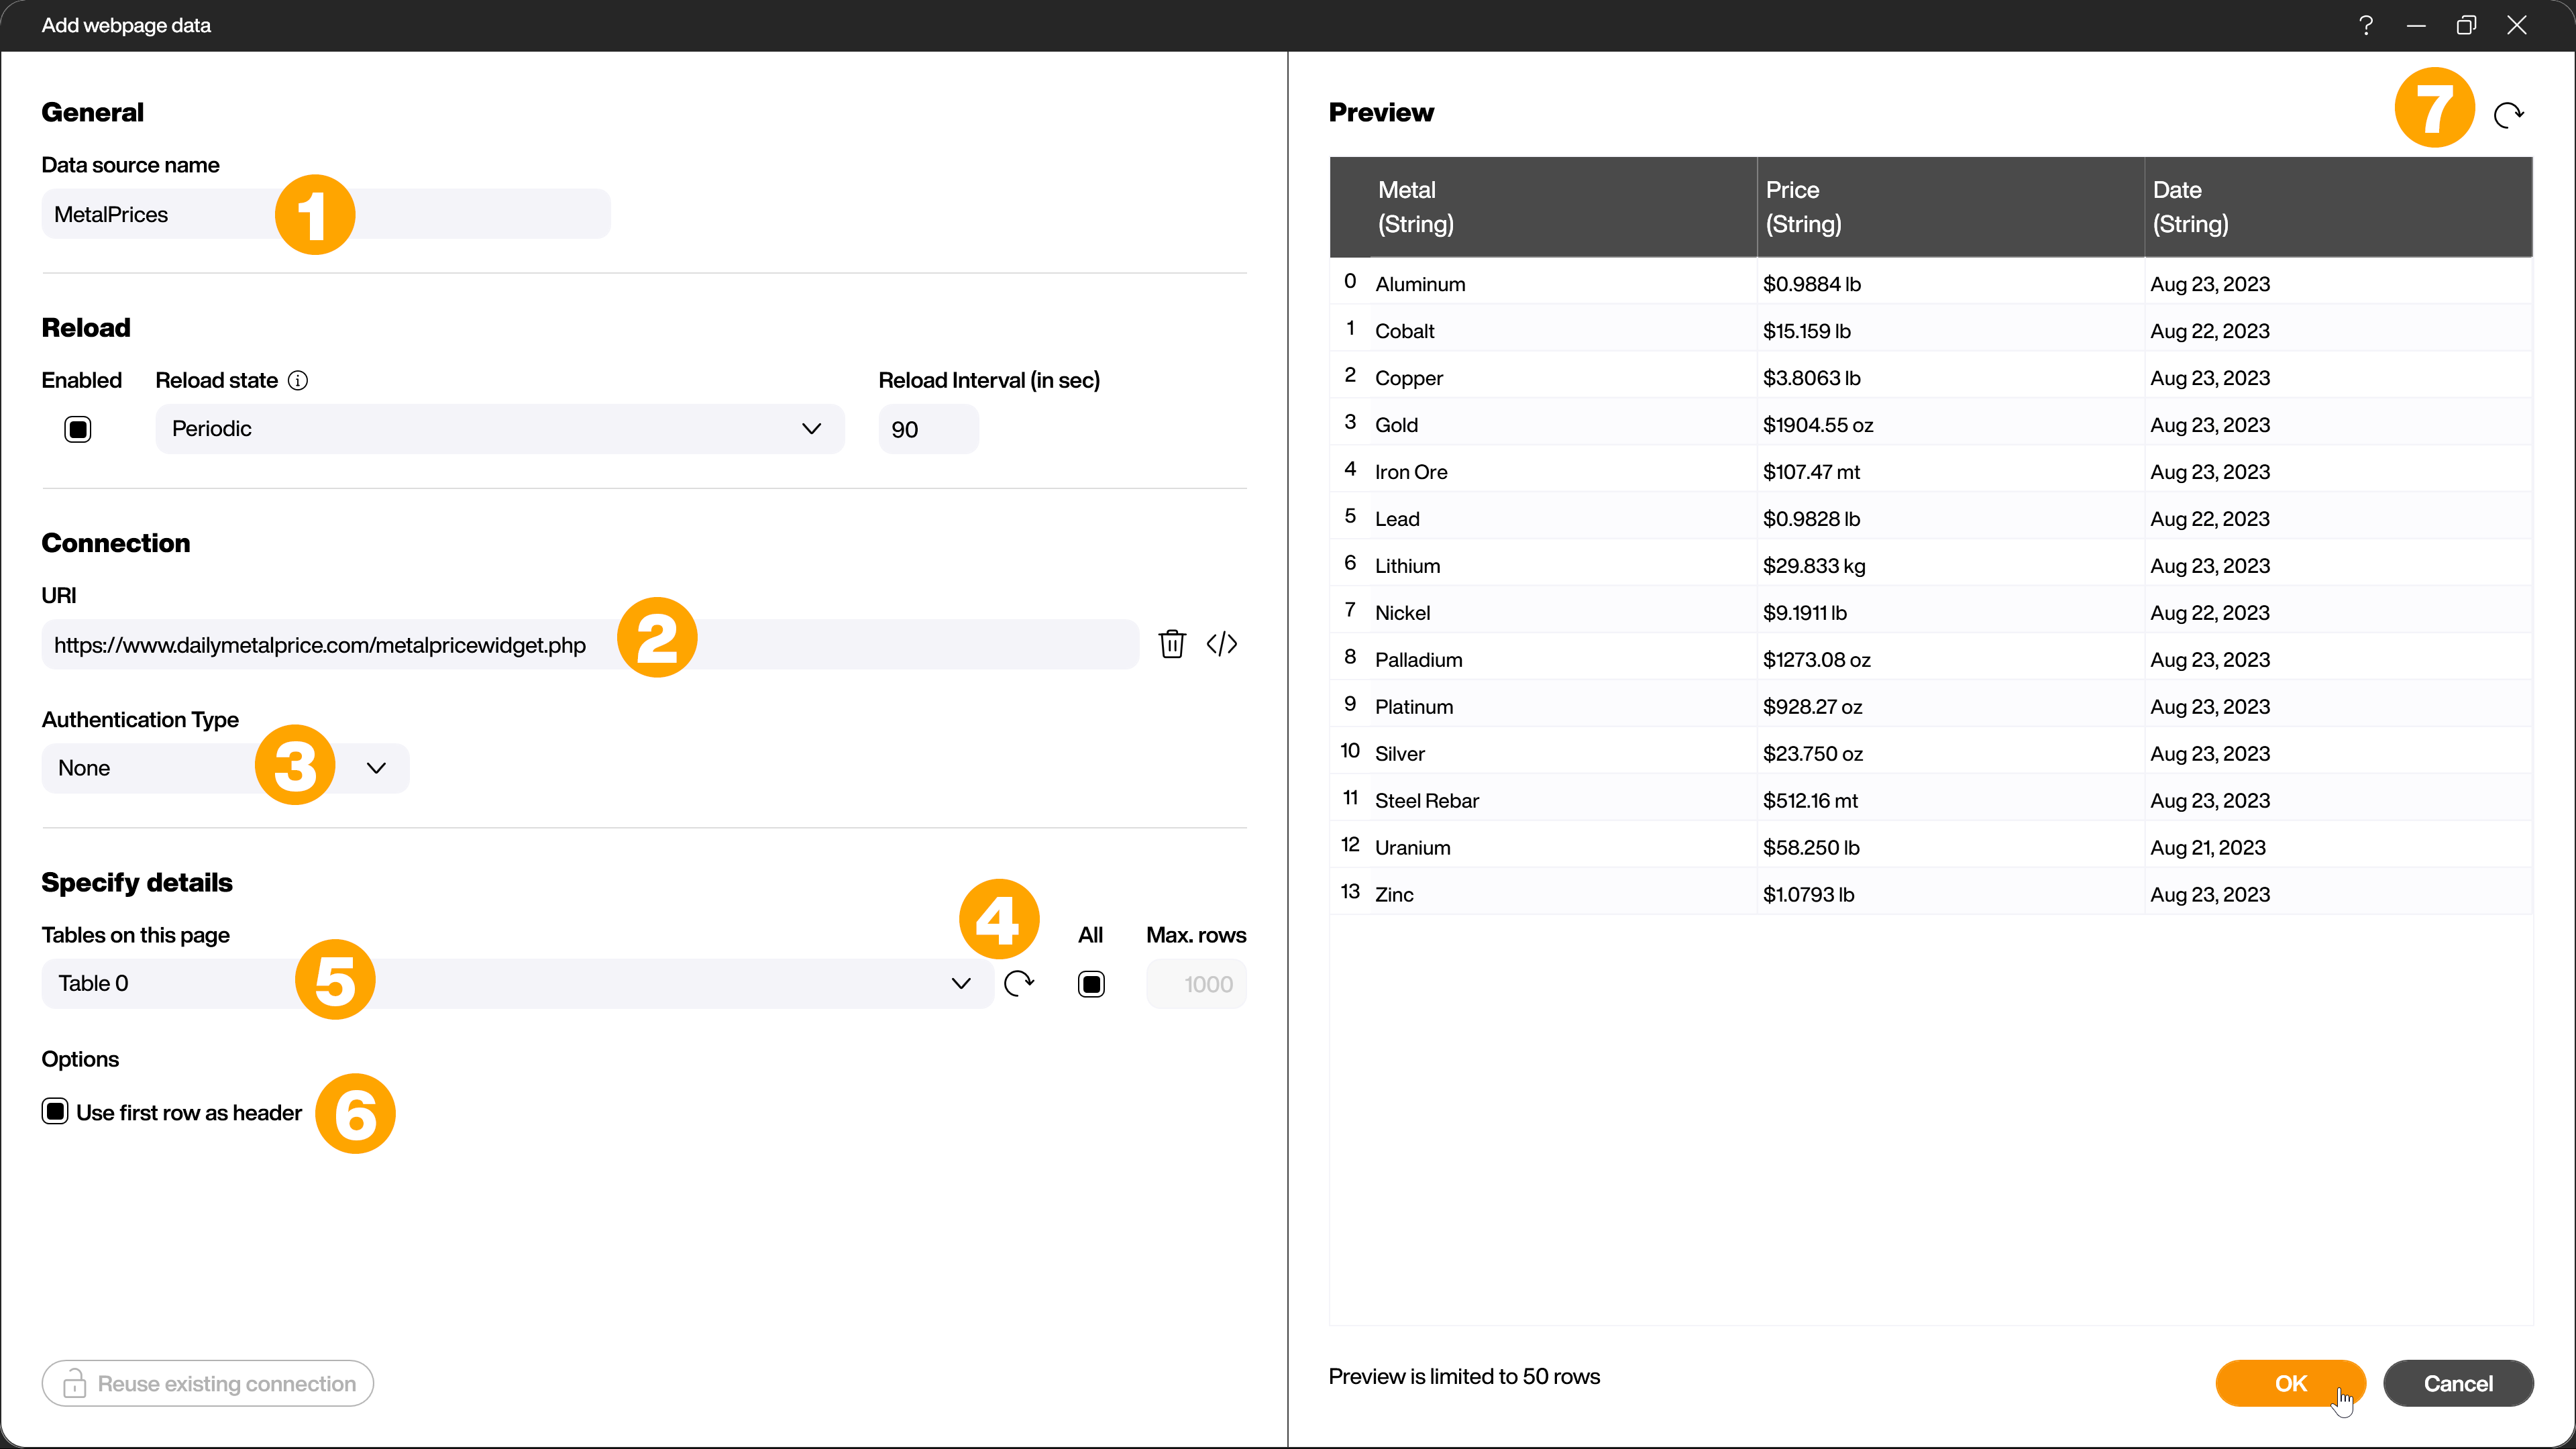 Add webpage data
General
Data source name
MetalPrices
1
Reload
Enabled Reload state Reload Interval (in sec)
Periodic 90
Connection
URI
https://www.dailymetalprice.com/metalpricewidget.php
2
Authentication Type
None
3
Specify details
4
Tables on this page All Max. rows
Table 0 1000
5
Options
Use first row as header
6
Reuse existing connection
Preview
7
Metal Price Date
(String) (String) (String)
0 Aluminum $0.9884 lb Aug 23, 2023
1 Cobalt $15.159 lb Aug 22, 2023
2 Copper $3.8063 lb Aug 23, 2023
3 Gold $1904.55 oz Aug 23, 2023
4 Iron Ore $107.47 mt Aug 23, 2023
5 Lead $0.9828 lb Aug 22, 2023
6 Lithium $29.833 kg Aug 23, 2023
7 Nickel $9.1911 lb Aug 22, 2023
8 Palladium $1273.08 oz Aug 23, 2023
9 Platinum $928.27 oz Aug 23, 2023
10 Silver $23.750 oz Aug 23, 2023
11 Steel Rebar $512.16 mt Aug 23, 2023
12 Uranium $58.250 lb Aug 21, 2023
13 Zinc $1.0793 lb Aug 23, 2023
Preview is limited to 50 rows
OK Cancel